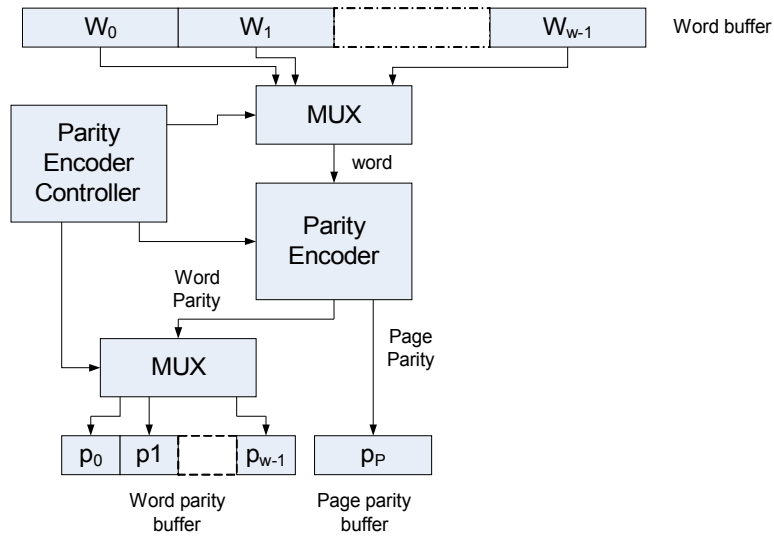 W0 W1 Ww-1 Word buffer
MUX
Parity
Encoder
Controller
word
Parity
Encoder
Word
Parity
Page
Parity
MUX
p0 p1 pw-1 pP
Word parity
buffer
Page parity
buffer